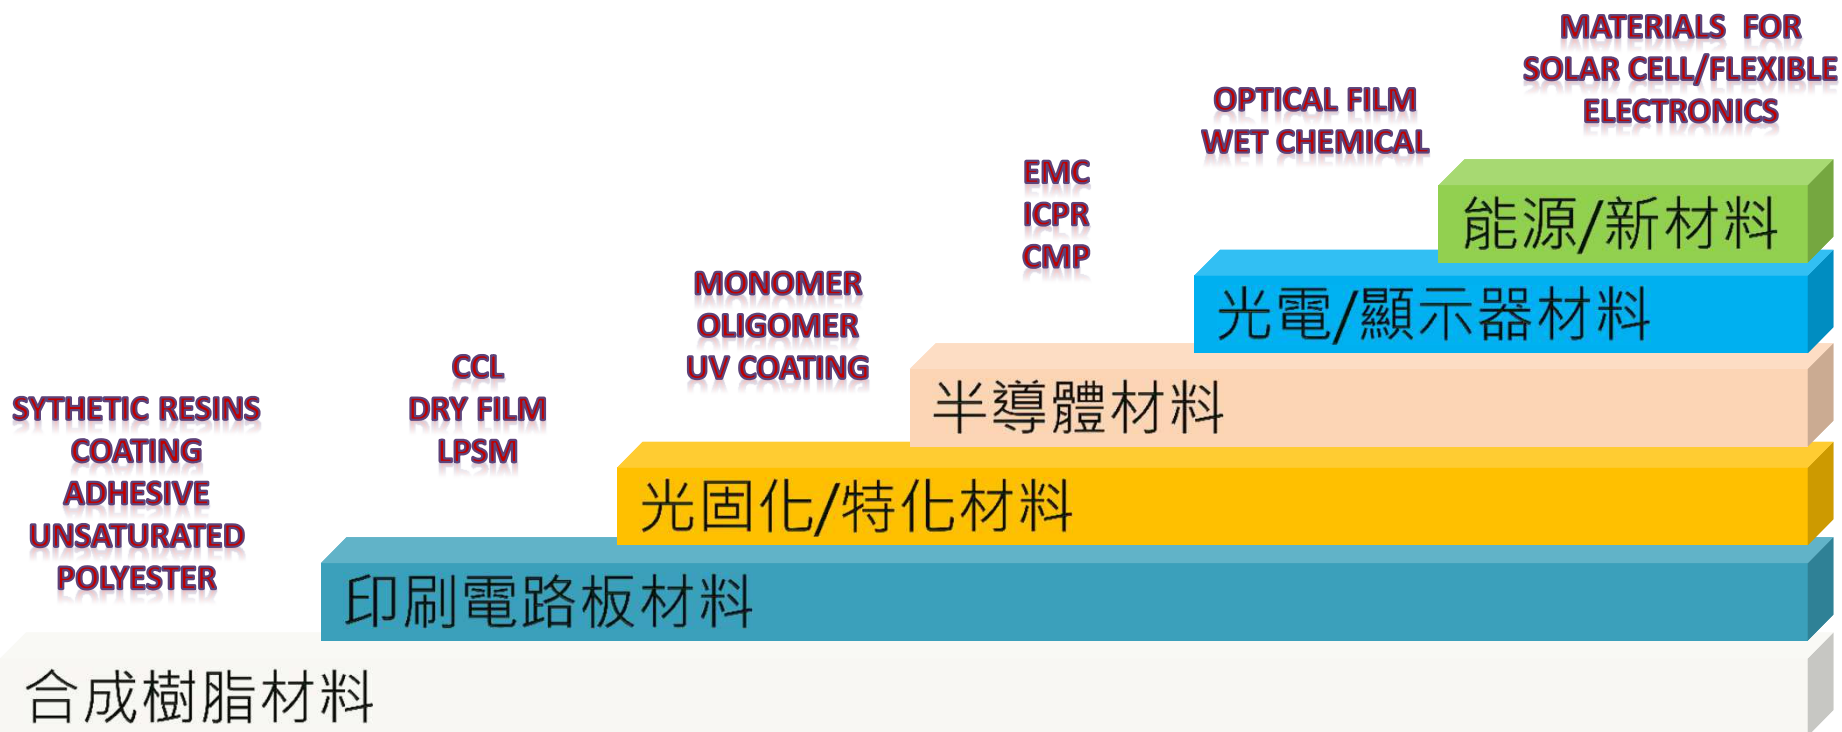 MATERIALS FOR
SOLAR CELL/FLEXIBLE
ELECTRONICS
OPTICAL FILM
WET CHEMICAL
EMC
ICPR
CMP
MONOMER
OLIGOMER
UV COATING
CCL
DRY FILM
LPSM
SYTHETIC RESINS
COATING
ADHESIVE
UNSATURATED
POLYESTER
能源/新材料
光電/顯示器材料
半導體材料
光固化/特化材料
印刷電路板材料
合成樹脂材料